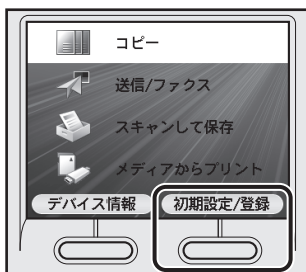 コピー
送信/ファクス
スキャンして保存
メディアからプリント
デバイス情報 初期設定/登録